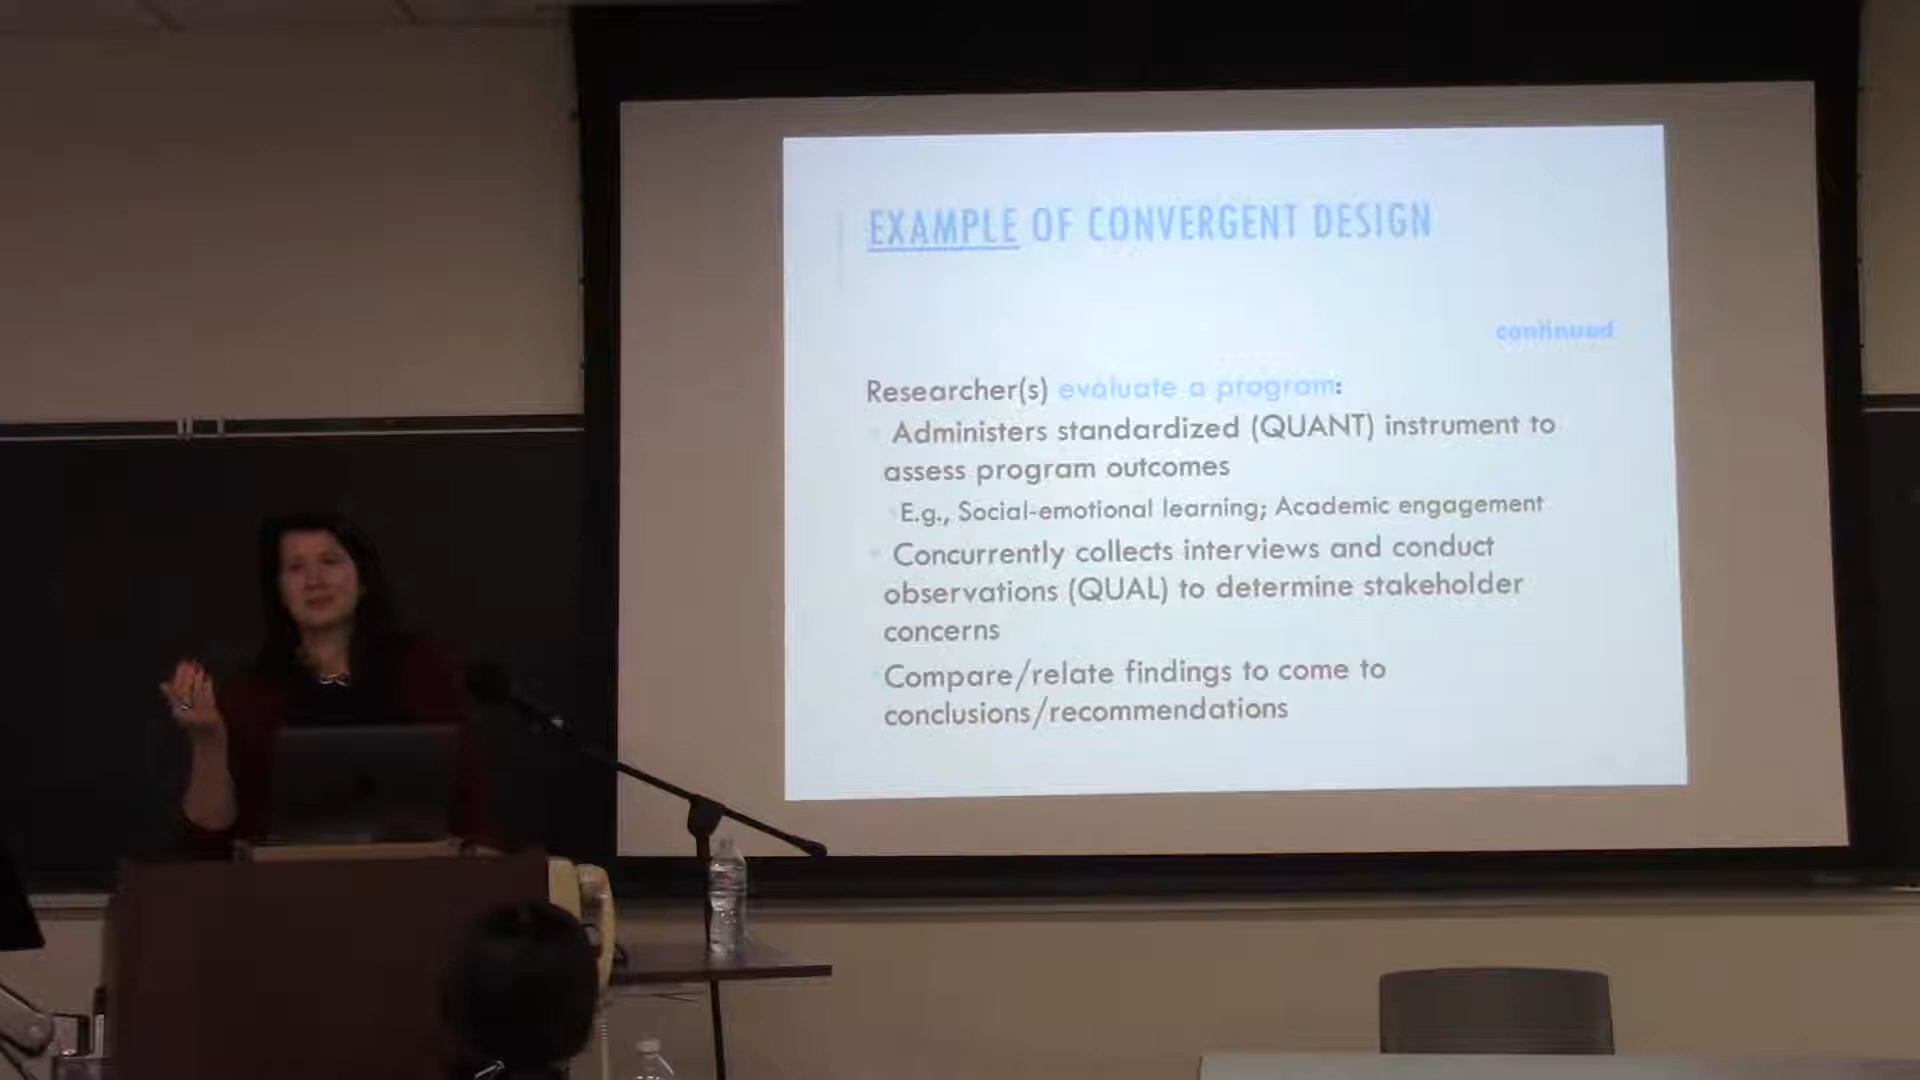 EXAMPLE OF CONVERGENT DESIGN
continued
Researcher(s) evaluate a program:
Administers standardized (QUANT) instrument to
assess program outcomes
E.g., Social-emotional learning; Academic engagement
Concurrently collects interviews and conduct
observations (QUAL) to determine stakeholder
concerns
Compare/relate findings to come to
conclusions/recommendations